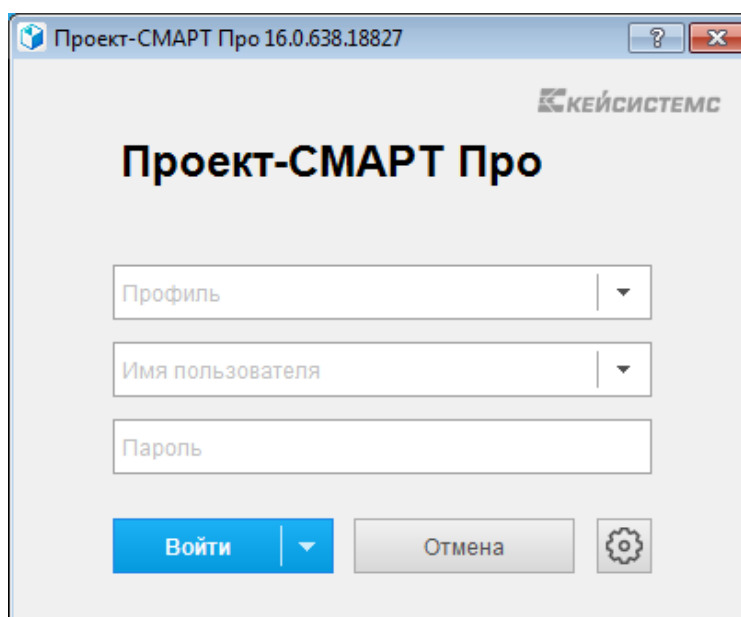 Проект-СМАРТ Про 16.0.638.18827
КЕЙСИСТЕМС
Проект-СМАРТ Про
Профиль
Имя пользователя
Пароль
Войти
Отмена